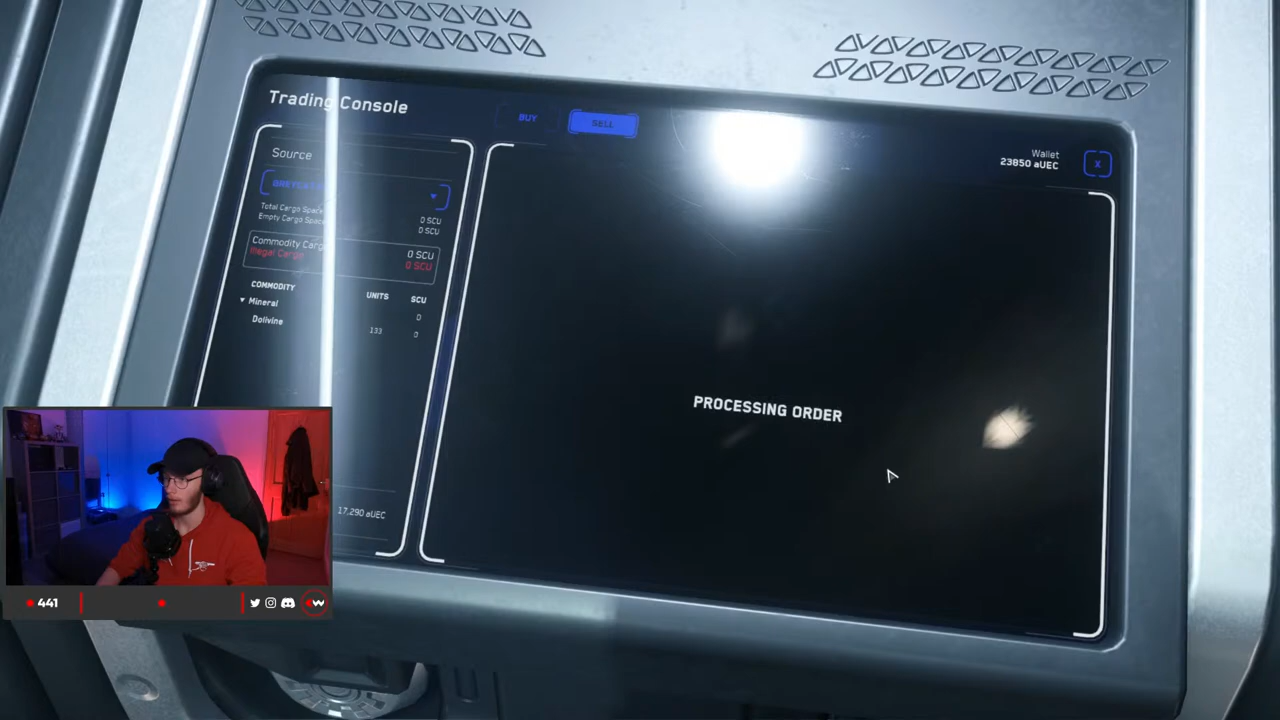 Trading Console
BUY
SELL
Wallet
23850 aUEC
X
Source
Total Cargo Space
0 SCU
Empty Cargo Space
0 SCU
Commodity Cargo
0 SCU
Illegal Cargo
0 SCU
COMMODITY
UNITS
SCU
Mineral
0
Dolivine
133
0
PROCESSING ORDER
17,290 aUEC
441